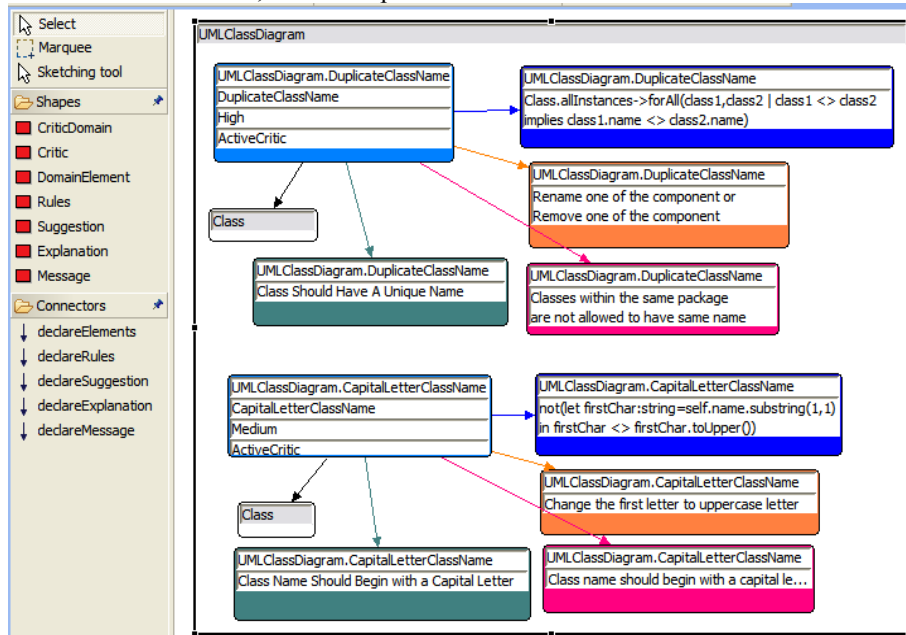 Select
Marquee
Sketching tool
Shapes
CriticDomain
Critic
DomainElement
Rules
Suggestion
Explanation
Message
Connectors
declareElements
declareRules
declareSuggestion
declareExplanation
declareMessage
UMLClassDiagram
UMLClassDiagram.DuplicateClassName
DuplicateClassName
High
ActiveCritic
UMLClassDiagram.DuplicateClassName
Class.allInstances->forAll(class1,class2 | class1 <> class2
implies class1.name <> class2.name)
UMLClassDiagram.DuplicateClassName
Rename one of the component or
Remove one of the component
Class
UMLClassDiagram.DuplicateClassName
Class Should Have A Unique Name
UMLClassDiagram.DuplicateClassName
Classes within the same package
are not allowed to have same name
UMLClassDiagram.CapitalLetterClassName
CapitalLetterClassName
Medium
ActiveCritic
UMLClassDiagram.CapitalLetterClassName
not(let firstChar:string=self.name.substring(1,1)
in firstChar <> firstChar.toUpper())
UMLClassDiagram.CapitalLetterClassName
Change the first letter to uppercase letter
Class
UMLClassDiagram.CapitalLetterClassName
Class Name Should Begin with a Capital Letter
UMLClassDiagram.CapitalLetterClassName
Class name should begin with a capital le...